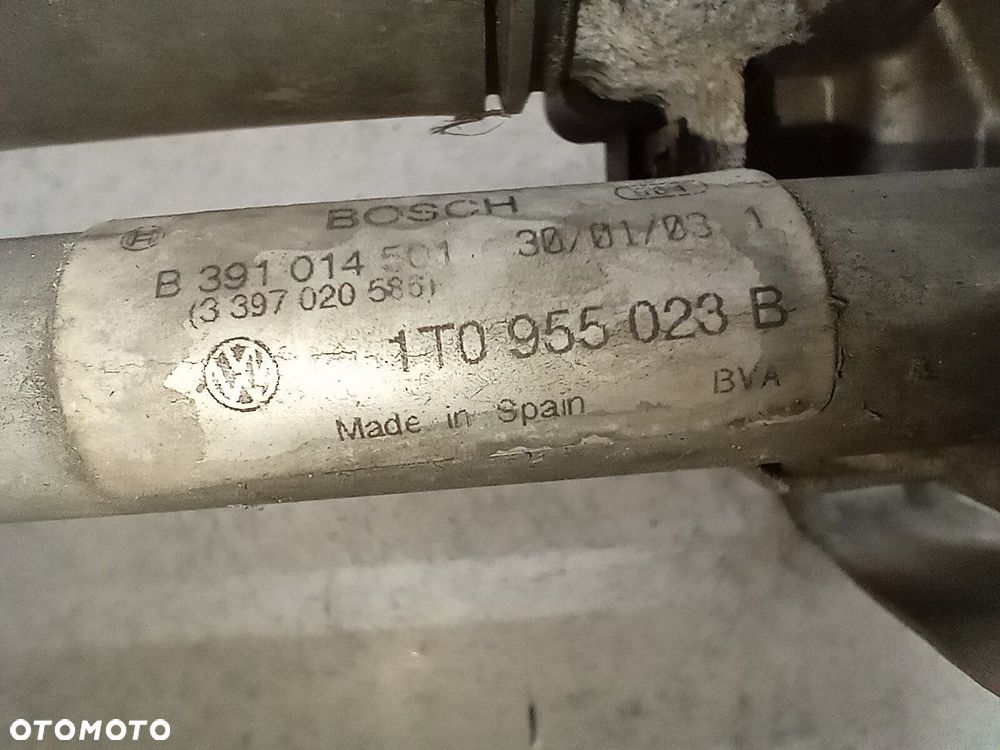 BOSCH
B 391 014 501 30/01/03 1
(3 397 020 586)
1T0 955 023 B
BVA
Made in Spain
OTOMOTO